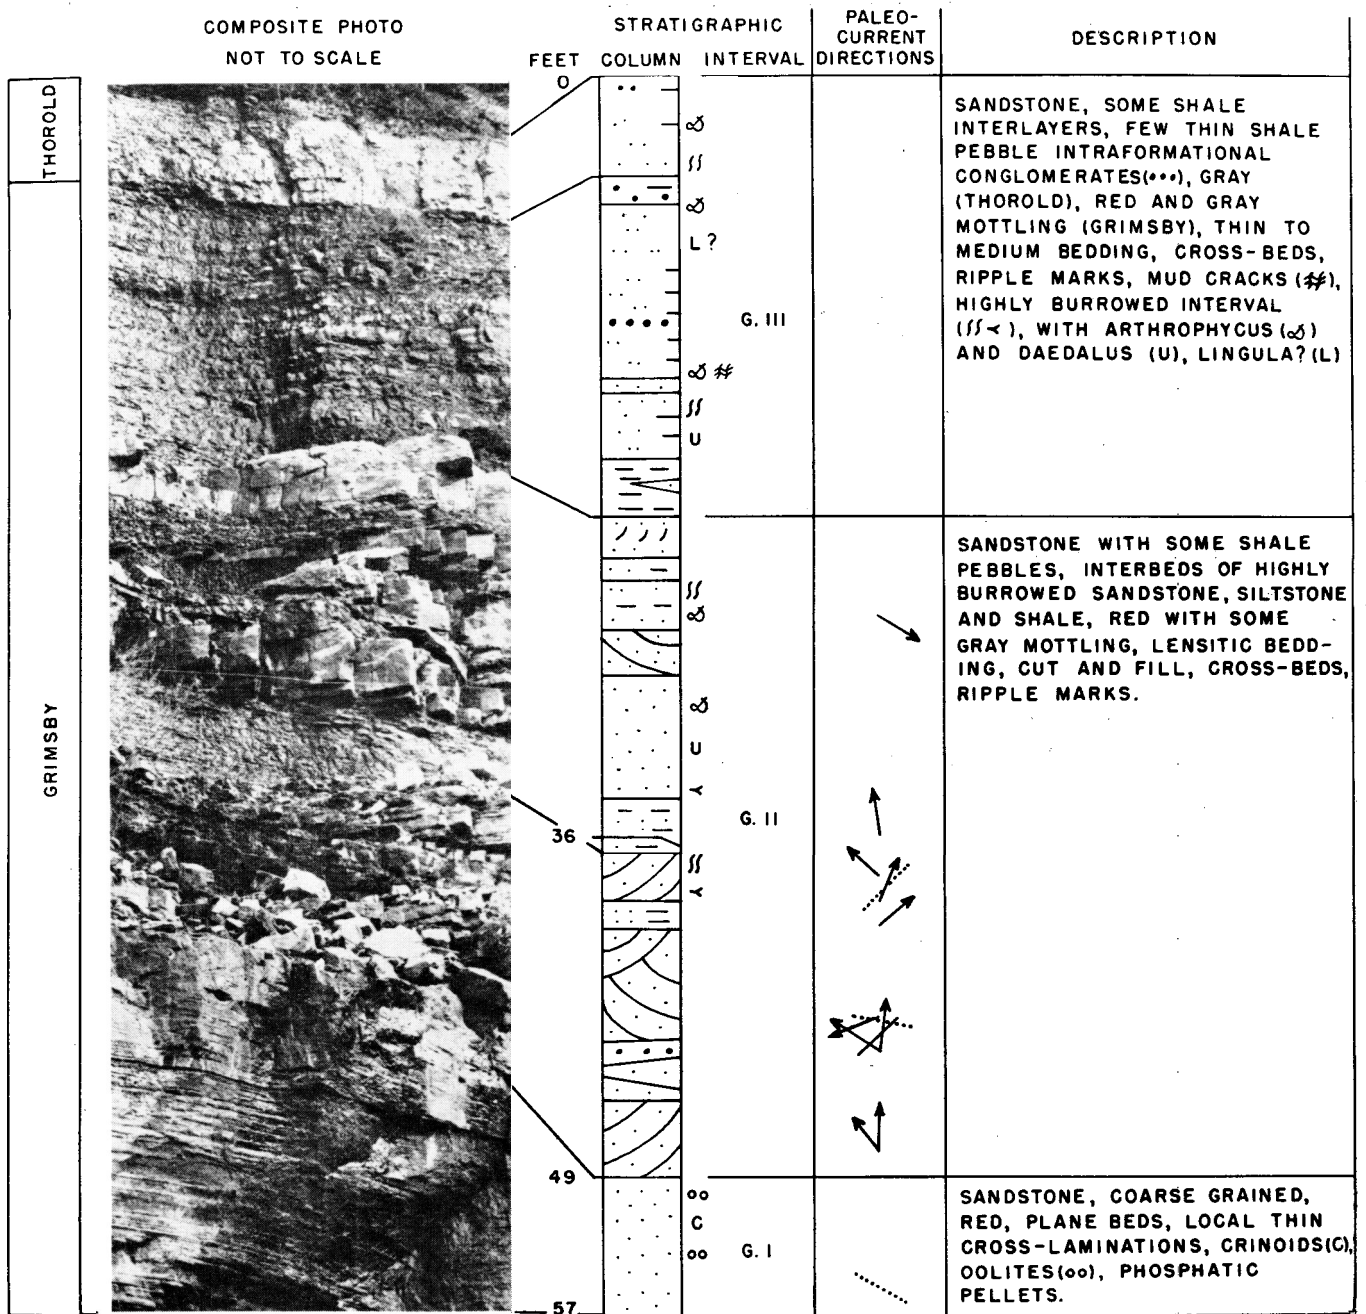 COMPOSITE PHOTO
NOT TO SCALE
FEET
STRATIGRAPHIC
COLUMN INTERVAL
PALEO-
CURRENT
DIRECTIONS
DESCRIPTION
THOROLD
GRIMSBY
0
36
49
57
L ?
#
U
U
C
oo
oo
G. III
G. II
G. I
SANDSTONE, SOME SHALE
INTERLAYERS, FEW THIN SHALE
PEBBLE INTRAFORMATIONAL
CONGLOMERATES(•••), GRAY
(THOROLD), RED AND GRAY
MOTTLING (GRIMSBY), THIN TO
MEDIUM BEDDING, CROSS-BEDS,
RIPPLE MARKS, MUD CRACKS (#),
HIGHLY BURROWED INTERVAL
(∫∫≺), WITH ARTHROPHYCUS (
) AND DAEDALUS (U), LINGULA? (L)
SANDSTONE WITH SOME SHALE
PEBBLES, INTERBEDS OF HIGHLY
BURROWED SANDSTONE, SILTSTONE
AND SHALE, RED WITH SOME
GRAY MOTTLING, LENSITIC BEDD-
ING, CUT AND FILL, CROSS-BEDS,
RIPPLE MARKS.
SANDSTONE, COARSE GRAINED,
RED, PLANE BEDS, LOCAL THIN
CROSS-LAMINATIONS, CRINOIDS(C),
OOLITES(oo), PHOSPHATIC
PELLETS.